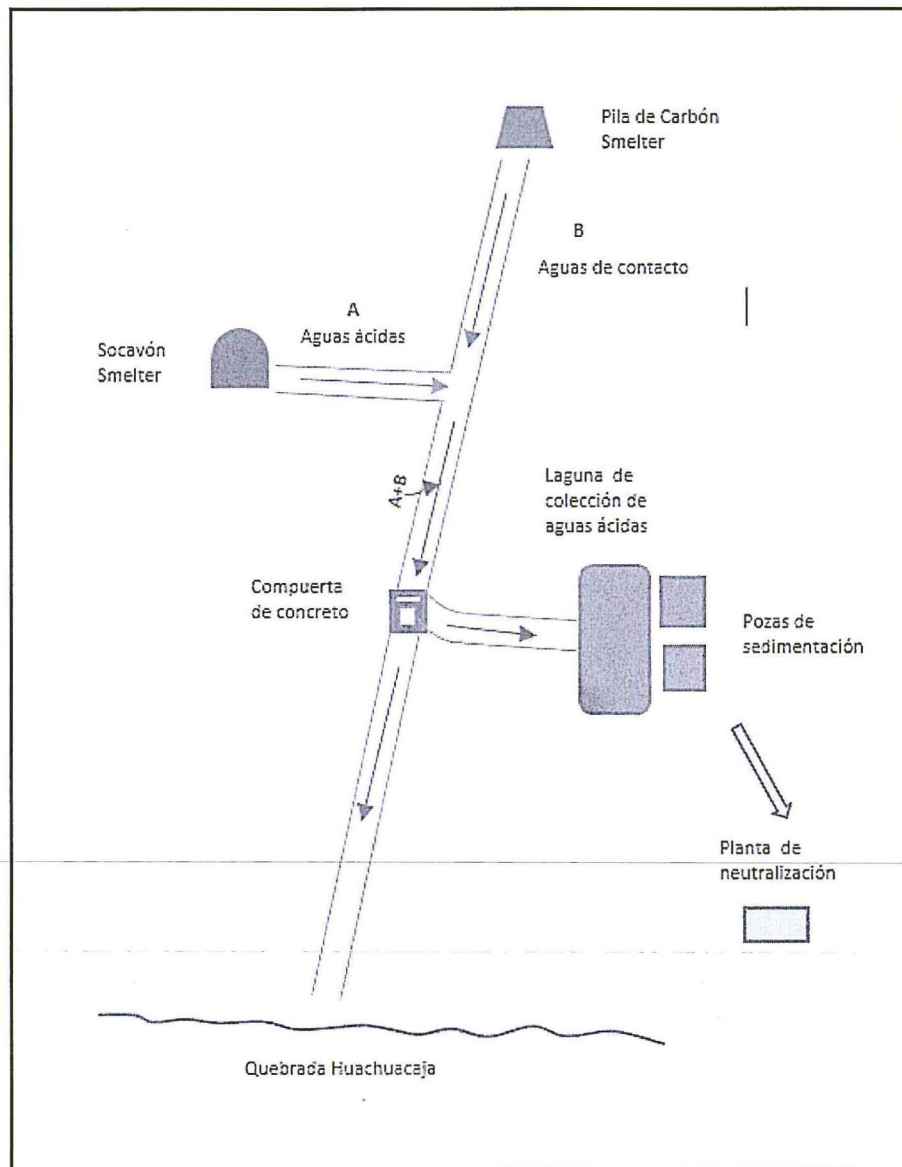 Pila de Carbón
Smelter
B
Aguas de contacto
A
Aguas ácidas
Socavón
Smelter
A+B
Laguna de
colección de
aguas ácidas
Compuerta
de concreto
Pozas de
sedimentación
Planta de
neutralización
Quebrada Huachuacaja